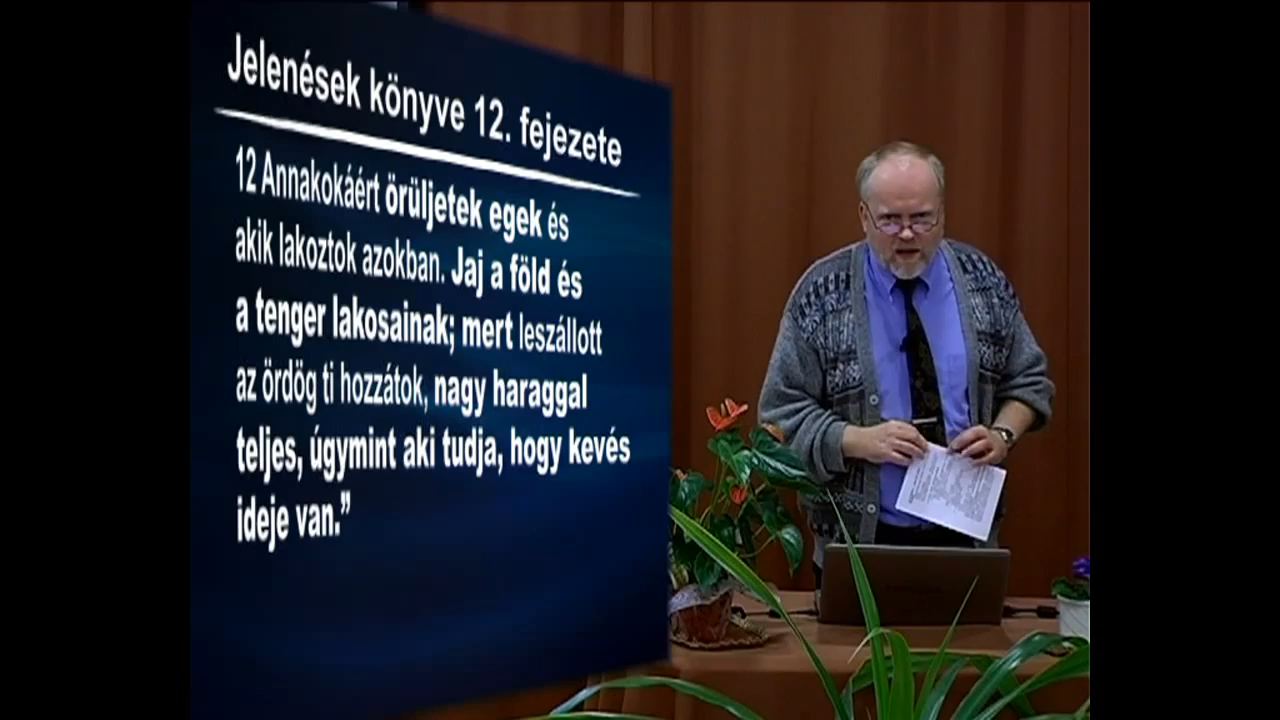 Jelenések könyve 12. fejezete
12 Annakokáért örüljetek egek és
akik lakoztok azokban. Jaj a föld és
a tenger lakosainak; mert leszállott
az ördög ti hozzátok, nagy haraggal
teljes, úgymint aki tudja, hogy kevés
ideje van.”